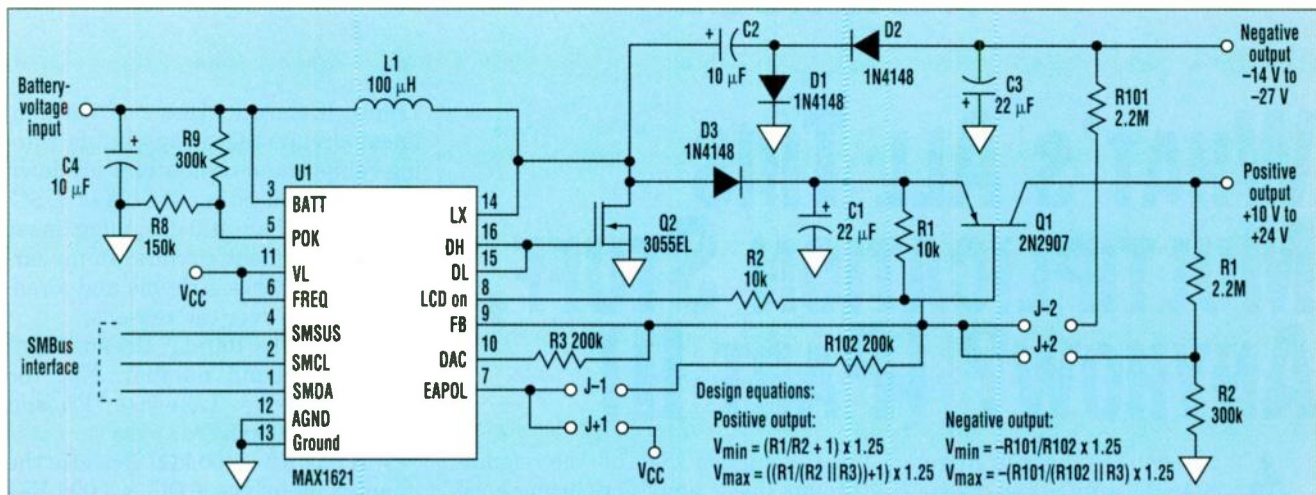 Battery-
voltage
input
C4
10 µF
R9
300k
R8
150k
L1
100 µH
U1
3
BATT
5
POK
11
VL
6
FREQ
4
SMSUS
2
SMCL
1
SMDA
12
AGND
13
Ground
MAX1621
VCC
SMBus
interface
14
LX
16
DH
15
DL
8
LCD on
9
FB
10
DAC
7
EAPOL
Q2
3055EL
C2
10 µF
D1
1N4148
D2
1N4148
D3
1N4148
C3
22 µF
C1
22 µF
R1
10k
R2
10k
R3 200k
R102 200k
Q1
2N2907
R101
2.2M
Negative
output
–14 V to
–27 V
Positive
output
+10 V to
+24 V
R1
2.2M
R2
300k
J–2
J+2
J–1
J+1
VCC
Design equations:
Positive output:
Vmin = (R1/R2 + 1) x 1.25
Vmax = ((R1/(R2 || R3))+1) x 1.25
Negative output:
Vmin = –R101/R102 x 1.25
Vmax = –(R101/(R102 || R3) x 1.25